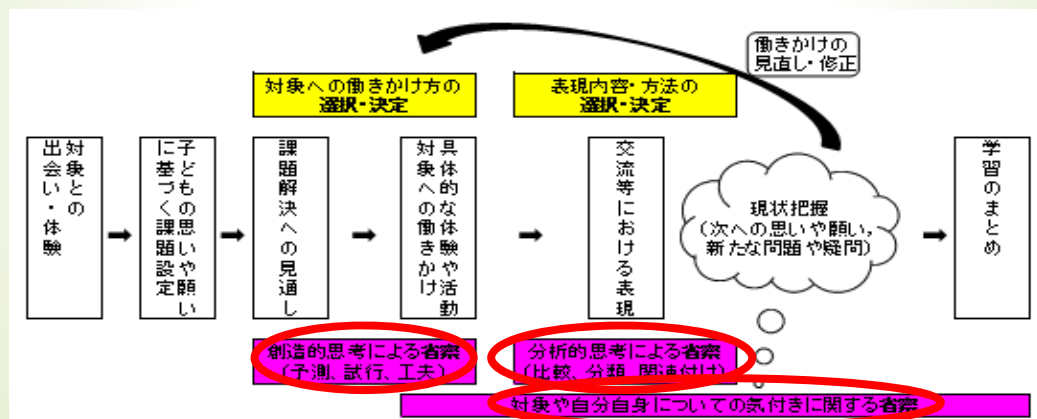 働きかけの
見直し・修正
対象への働きかけ方の
選択・決定
表現内容・方法の
選択・決定
対象との
出会い・体験
子どもの思いや願い
に基づく課題設定
課題解決への見通し
具体的な体験や活動
対象への働きかけ
交流等における表現
現状把握
(次への思いや願い,
新たな問題や疑問)
学習のまとめ
創造的思考による省察
(予測、試行、工夫)
分析的思考による省察
(比較、分類、関連付け)
対象や自分自身についての気付きに関する省察